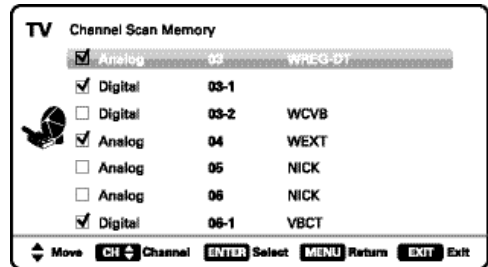 TV Channel Scan Memory
Analog 03 WREG-DT
Digital 03-1
Digital 03-2 WCVB
Analog 04 WEXT
Analog 05 NICK
Analog 06 NICK
Digital 06-1 VBCT
Move CH Channel ENTER Select MENU Return EXIT Exit